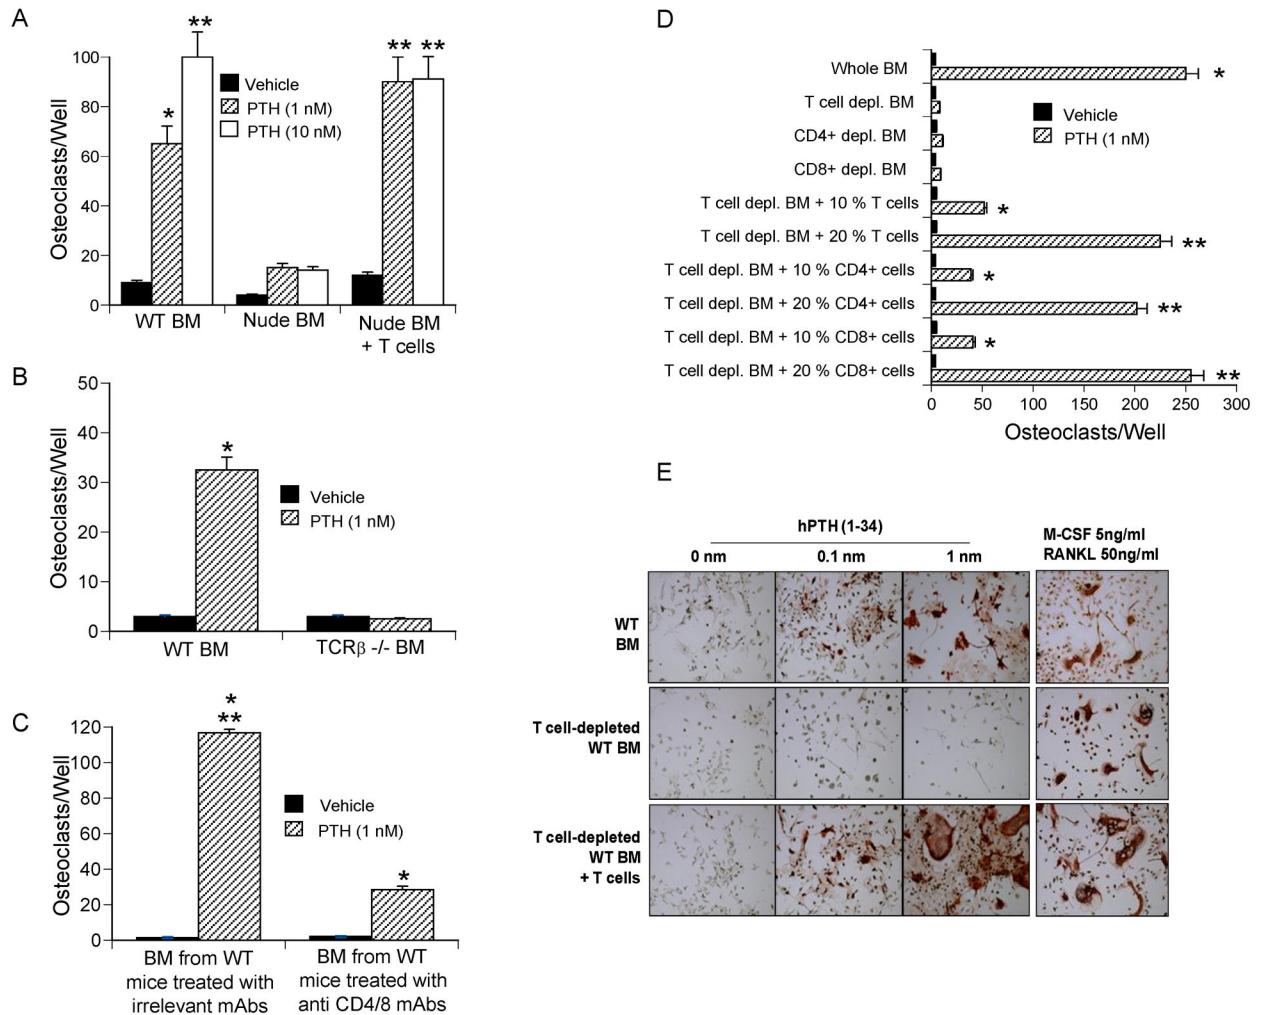 A
Osteoclasts/Well
100
80
60
40
20
0
**
*
** **
Vehicle
PTH (1 nM)
PTH (10 nM)
WT BM
Nude BM
Nude BM
+ T cells
B
Osteoclasts/Well
50
40
30
20
10
0
*
Vehicle
PTH (1 nM)
WT BM
TCRβ -/- BM
C
Osteoclasts/Well
120
100
80
60
40
20
0
*
**
*
Vehicle
PTH (1 nM)
BM from WT
mice treated with
irrelevant mAbs
BM from WT
mice treated with
anti CD4/8 mAbs
D
Whole BM
*
T cell depl. BM
CD4+ depl. BM
CD8+ depl. BM
Vehicle
PTH (1 nM)
T cell depl. BM + 10 % T cells
*
T cell depl. BM + 20 % T cells
**
T cell depl. BM + 10 % CD4+ cells
*
T cell depl. BM + 20 % CD4+ cells
**
T cell depl. BM + 10 % CD8+ cells
*
T cell depl. BM + 20 % CD8+ cells
**
0 50 100 150 200 250 300
Osteoclasts/Well
E
hPTH (1-34)
0 nm 0.1 nm 1 nm
M-CSF 5ng/ml
RANKL 50ng/ml
WT
BM
T cell-depleted
WT BM
T cell-depleted
WT BM
+ T cells